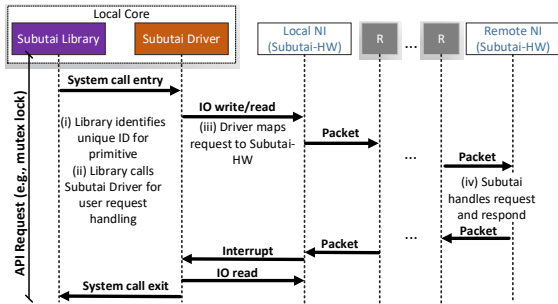 Local Core
Subutai Library
Subutai Driver
Local NI
(Subutai-HW)
R
...
R
Remote NI
(Subutai-HW)
API Request (e.g., mutex lock)
System call entry
IO write/read
(i) Library identifies
unique ID for
primitive
(ii) Library calls
Subutai Driver for
user request
handling
(iii) Driver maps
request to Subutai-
HW
Packet
...
Packet
(iv) Subutai
handles request
and respond
Packet
...
Packet
Interrupt
IO read
System call exit